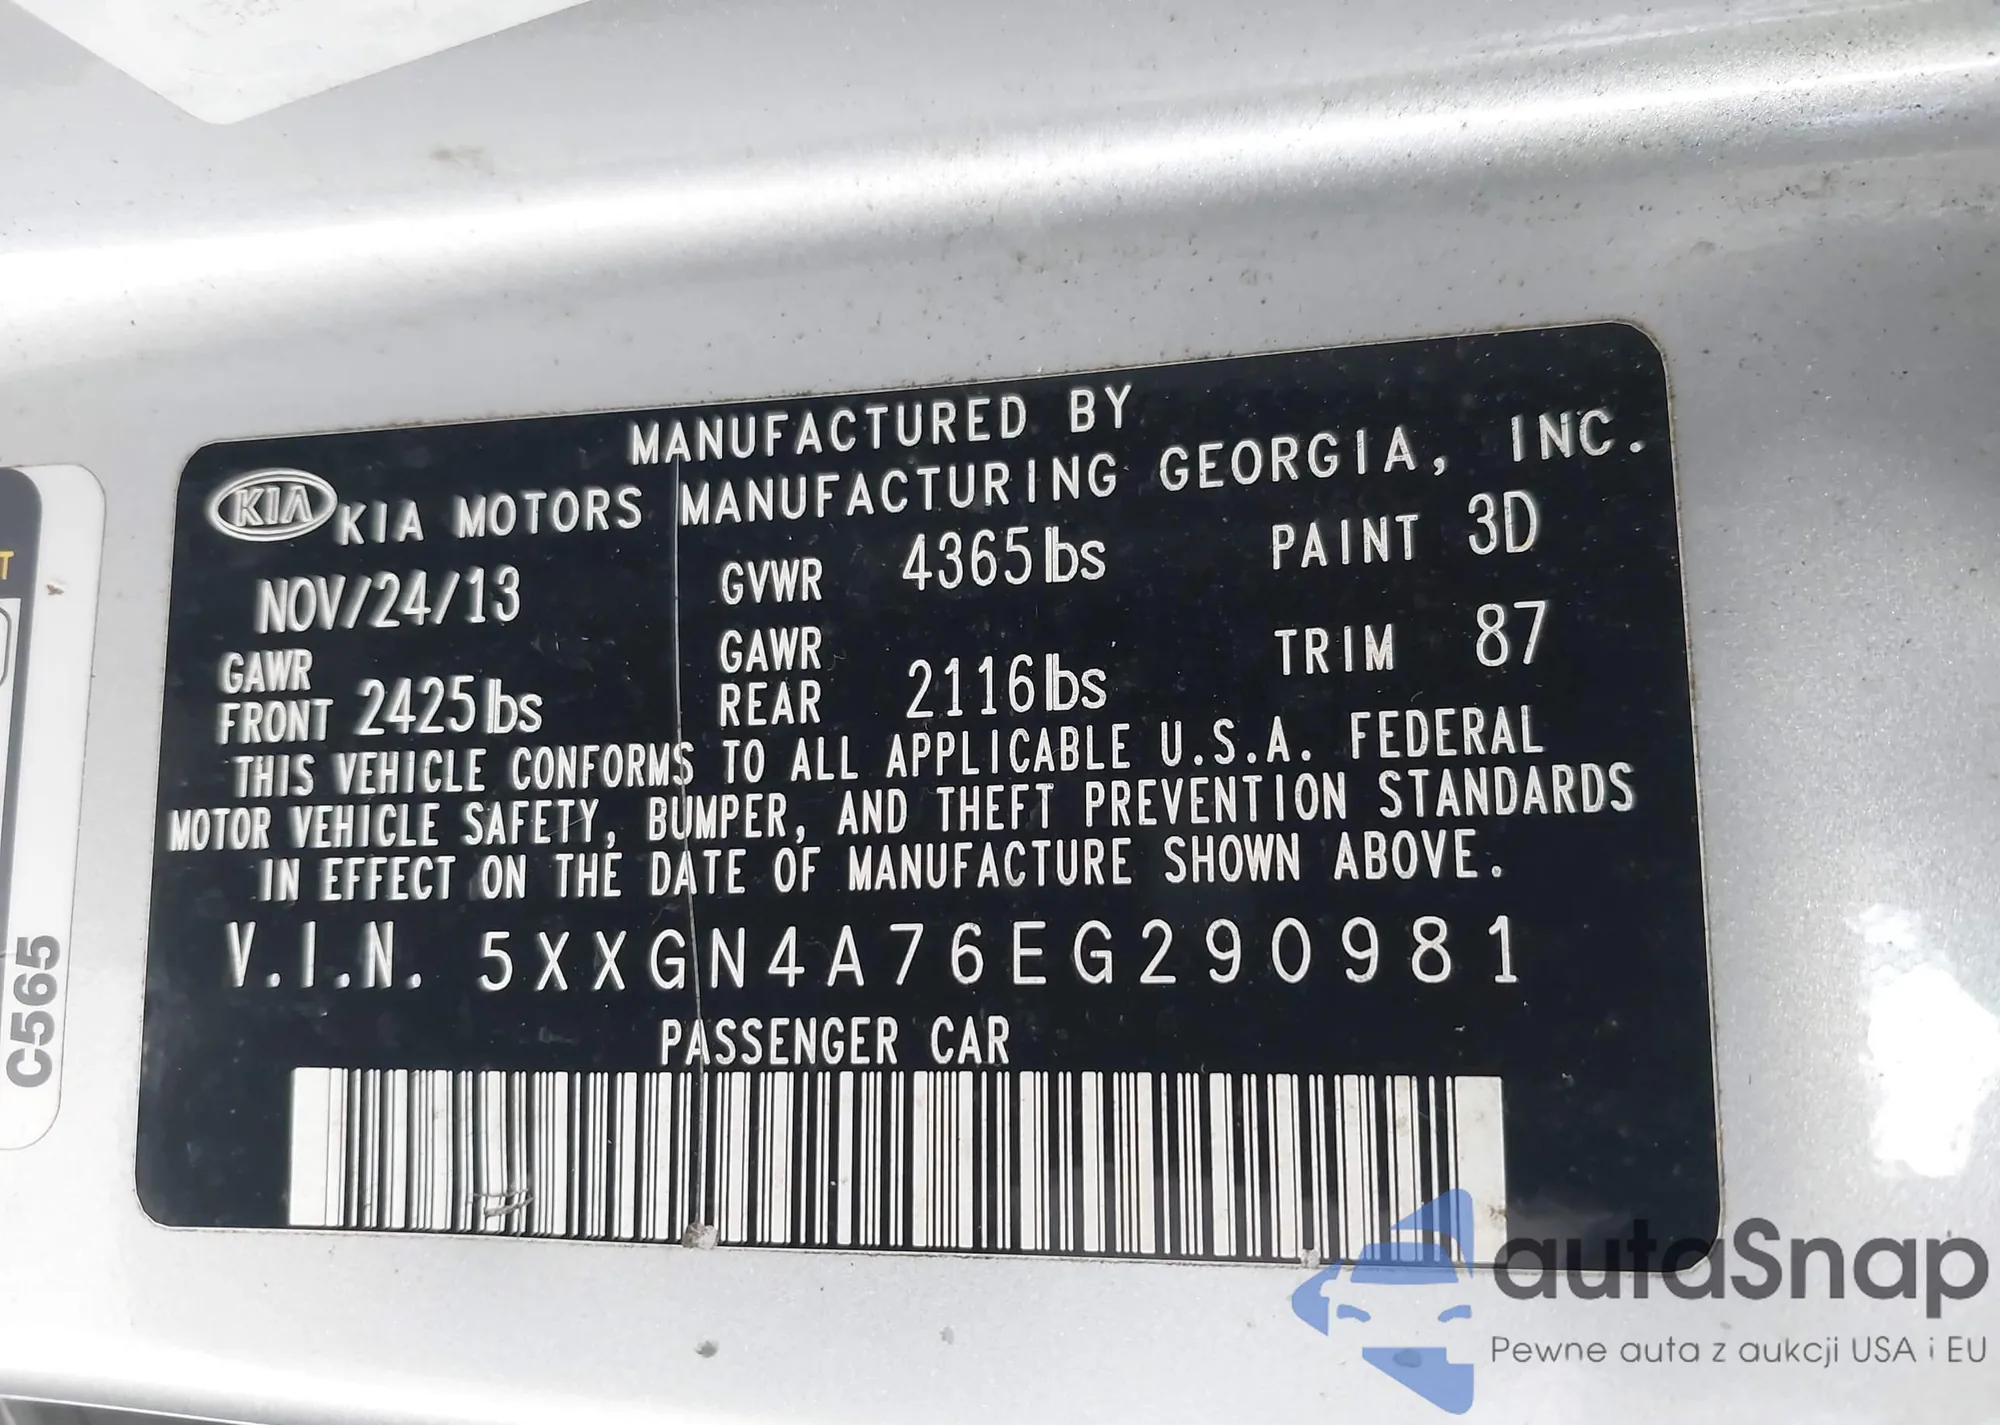 MANUFACTURED BY
KIA KIA MOTORS MANUFACTURING GEORGIA, INC.
NOV/24/13 GVWR 4365lbs PAINT 3D
GAWR FRONT 2425lbs GAWR REAR 2116lbs TRIM 87
THIS VEHICLE CONFORMS TO ALL APPLICABLE U.S.A. FEDERAL
MOTOR VEHICLE SAFETY, BUMPER, AND THEFT PREVENTION STANDARDS
IN EFFECT ON THE DATE OF MANUFACTURE SHOWN ABOVE.
V.I.N. 5XXGN4A76EG290981
PASSENGER CAR
T
C565
autaSnap
Pewne auta z aukcji USA i EU